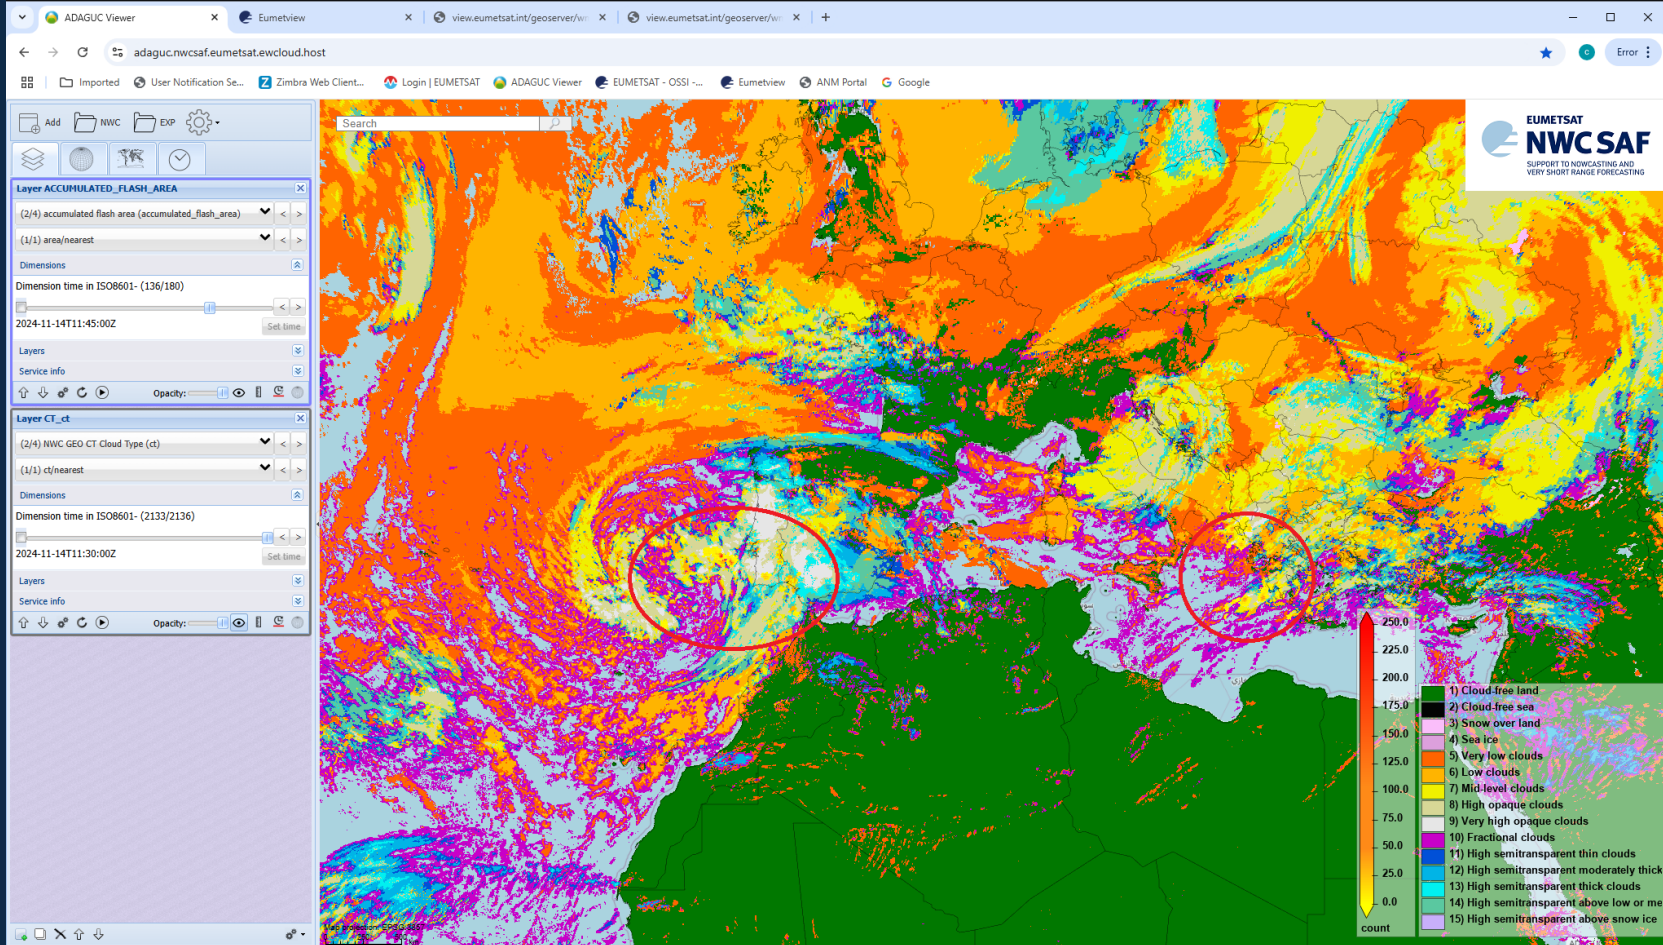 ADAGUC Viewer
Eumetview
view.eumetsat.int/geoserver/w
view.eumetsat.int/geoserver/w
adaguc.nwcsaf.eumetsat.ewcloud.host
Error
Imported
User Notification Se...
Zimbra Web Client...
Login | EUMETSAT
ADAGUC Viewer
EUMETSAT - OSSI -...
Eumetview
ANM Portal
Google
Add
NWC
EXP
Search
EUMETSAT
NWC SAF
SUPPORT TO NOWCASTING AND
VERY SHORT RANGE FORECASTING
Layer ACCUMULATED_FLASH_AREA
(2/4) accumulated flash area (accumulated_flash_area)
(1/1) area/nearest
Dimensions
Dimension time in ISO8601- (136/180)
2024-11-14T11:45:00Z
Set time
Layers
Service info
Opacity:
Layer CT_ct
(2/4) NWC GEO CT Cloud Type (ct)
(1/1) ct/nearest
Dimensions
Dimension time in ISO8601- (2133/2136)
2024-11-14T11:30:00Z
Set time
Layers
Service info
Opacity:
250.0
225.0
200.0
175.0
150.0
125.0
100.0
75.0
50.0
25.0
0.0
count
1) Cloud-free land
2) Cloud-free sea
3) Snow over land
4) Sea ice
5) Very low clouds
6) Low clouds
7) Mid-level clouds
8) High opaque clouds
9) Very high opaque clouds
10) Fractional clouds
11) High semitransparent thin clouds
12) High semitransparent moderately thick
13) High semitransparent thick clouds
14) High semitransparent above low or me
15) High semitransparent above snow ice